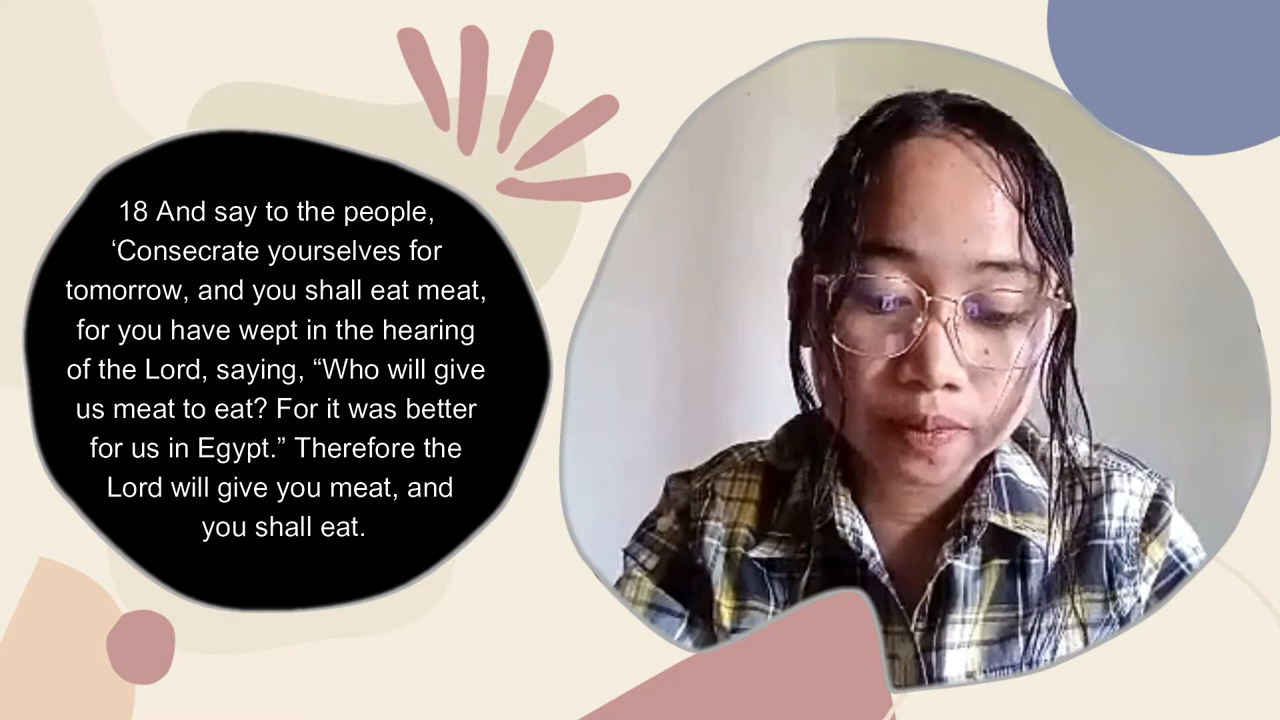 18 And say to the people,
‘Consecrate yourselves for
tomorrow, and you shall eat meat,
for you have wept in the hearing
of the Lord, saying, “Who will give
us meat to eat? For it was better
for us in Egypt.” Therefore the
Lord will give you meat, and
you shall eat.